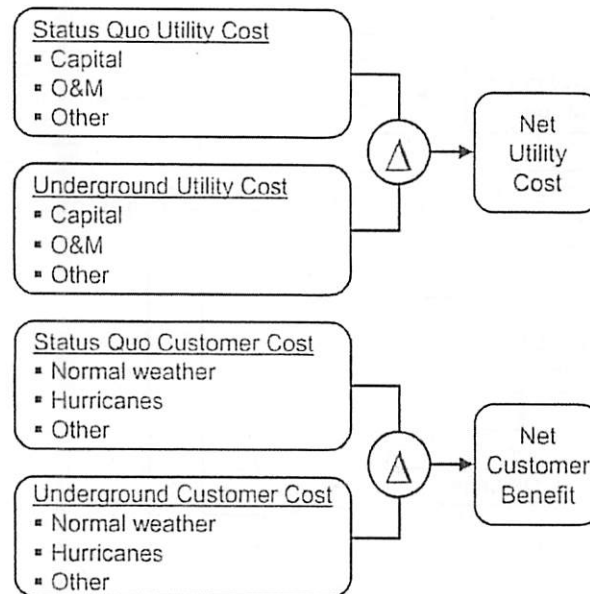 Status Quo Utility Cost
▪ Capital
▪ O&M
▪ Other
Δ
Net
Utility
Cost
Underground Utility Cost
▪ Capital
▪ O&M
▪ Other
Status Quo Customer Cost
▪ Normal weather
▪ Hurricanes
▪ Other
Δ
Net
Customer
Benefit
Underground Customer Cost
▪ Normal weather
▪ Hurricanes
▪ Other